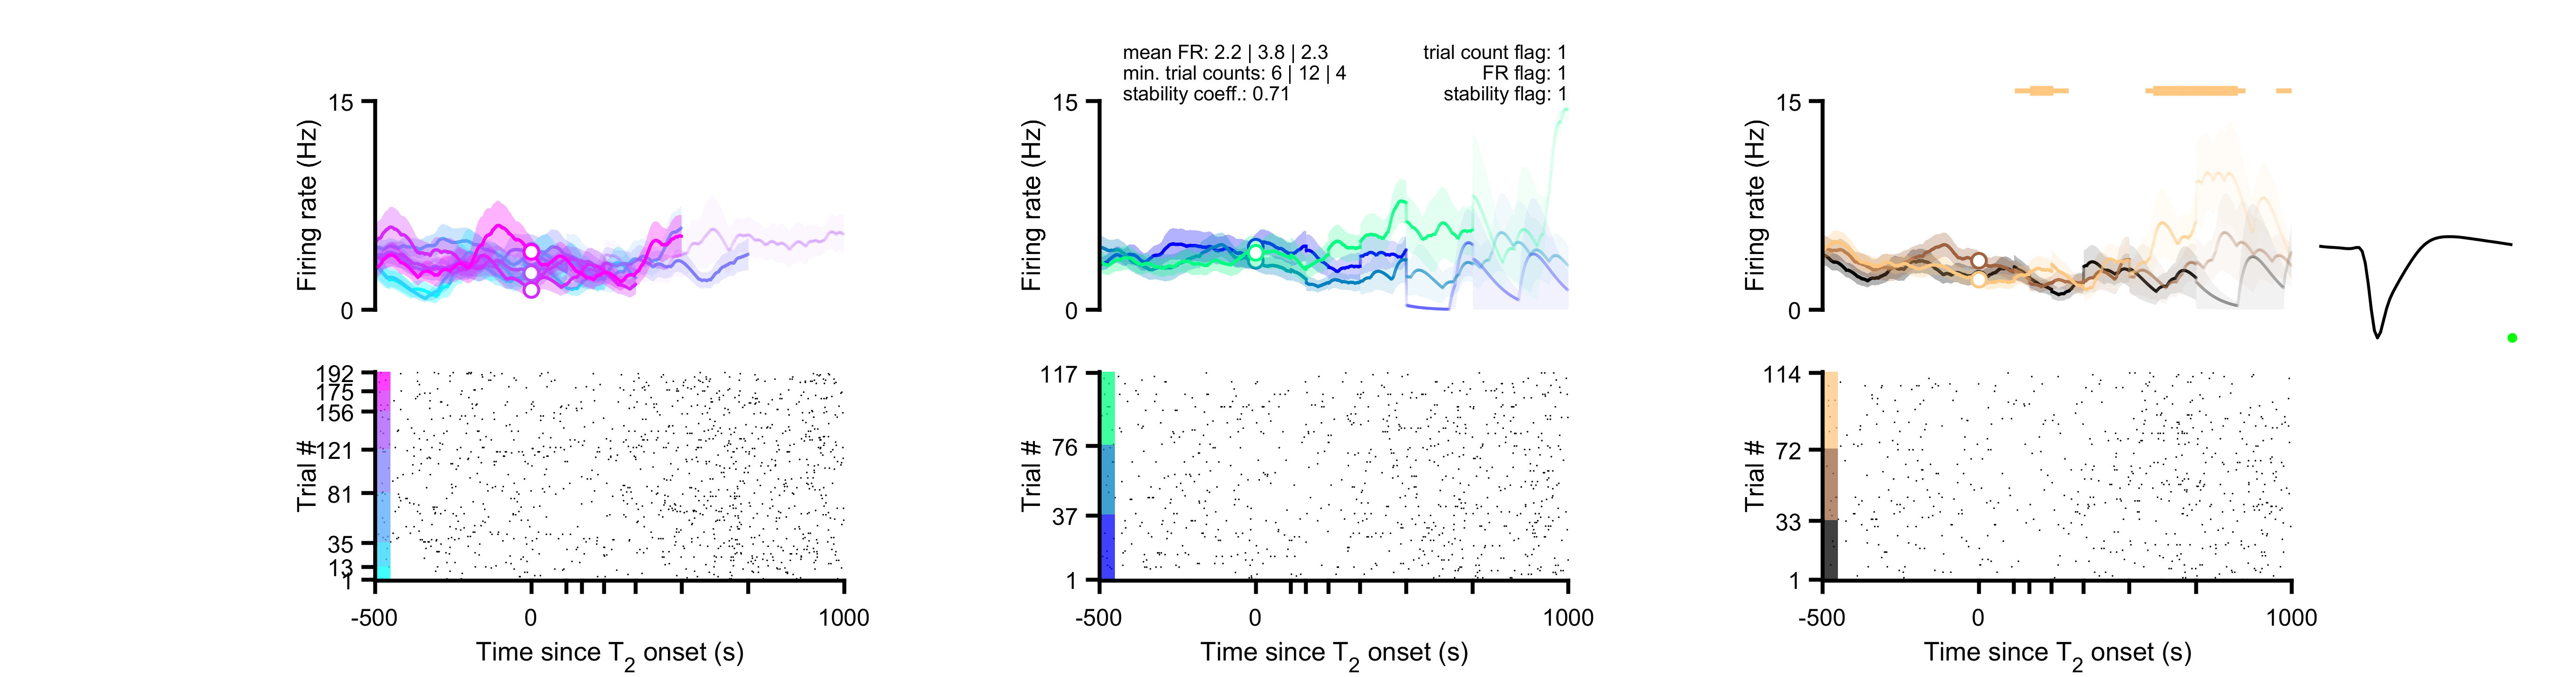 mean FR: 2.2 | 3.8 | 2.3
min. trial counts: 6 | 12 | 4
stability coeff.: 0.71
trial count flag: 1
FR flag: 1
stability flag: 1
15
Firing rate (Hz)
0
192
175
156
121
81
35
13
1
Trial #
-500
0
1000
Time since T2 onset (s)
15
Firing rate (Hz)
0
117
76
37
1
Trial #
-500
0
1000
Time since T2 onset (s)
15
Firing rate (Hz)
0
114
72
33
1
Trial #
-500
0
1000
Time since T2 onset (s)